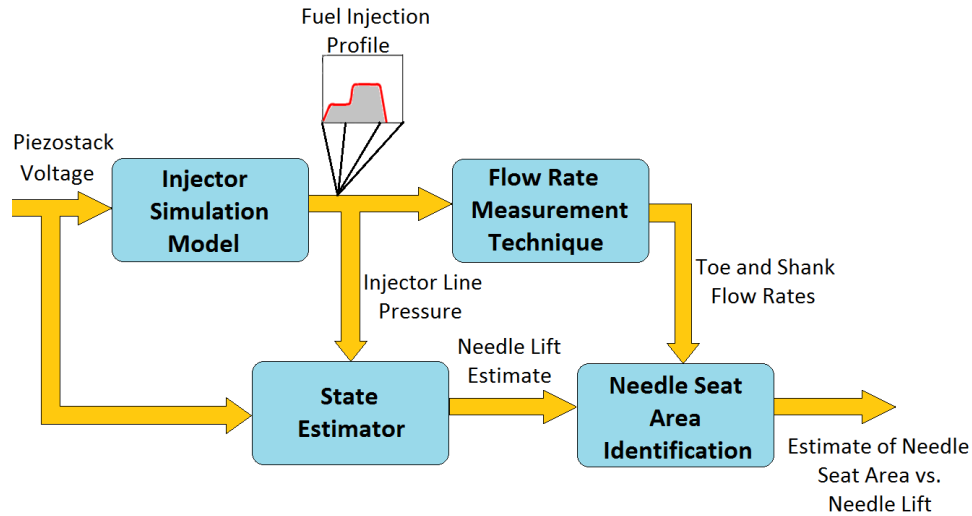 Fuel Injection
Profile
Piezostack
Voltage
Injector
Simulation
Model
Flow Rate
Measurement
Technique
Injector Line
Pressure
Toe and Shank
Flow Rates
State
Estimator
Needle Lift
Estimate
Needle Seat
Area
Identification
Estimate of Needle
Seat Area vs.
Needle Lift